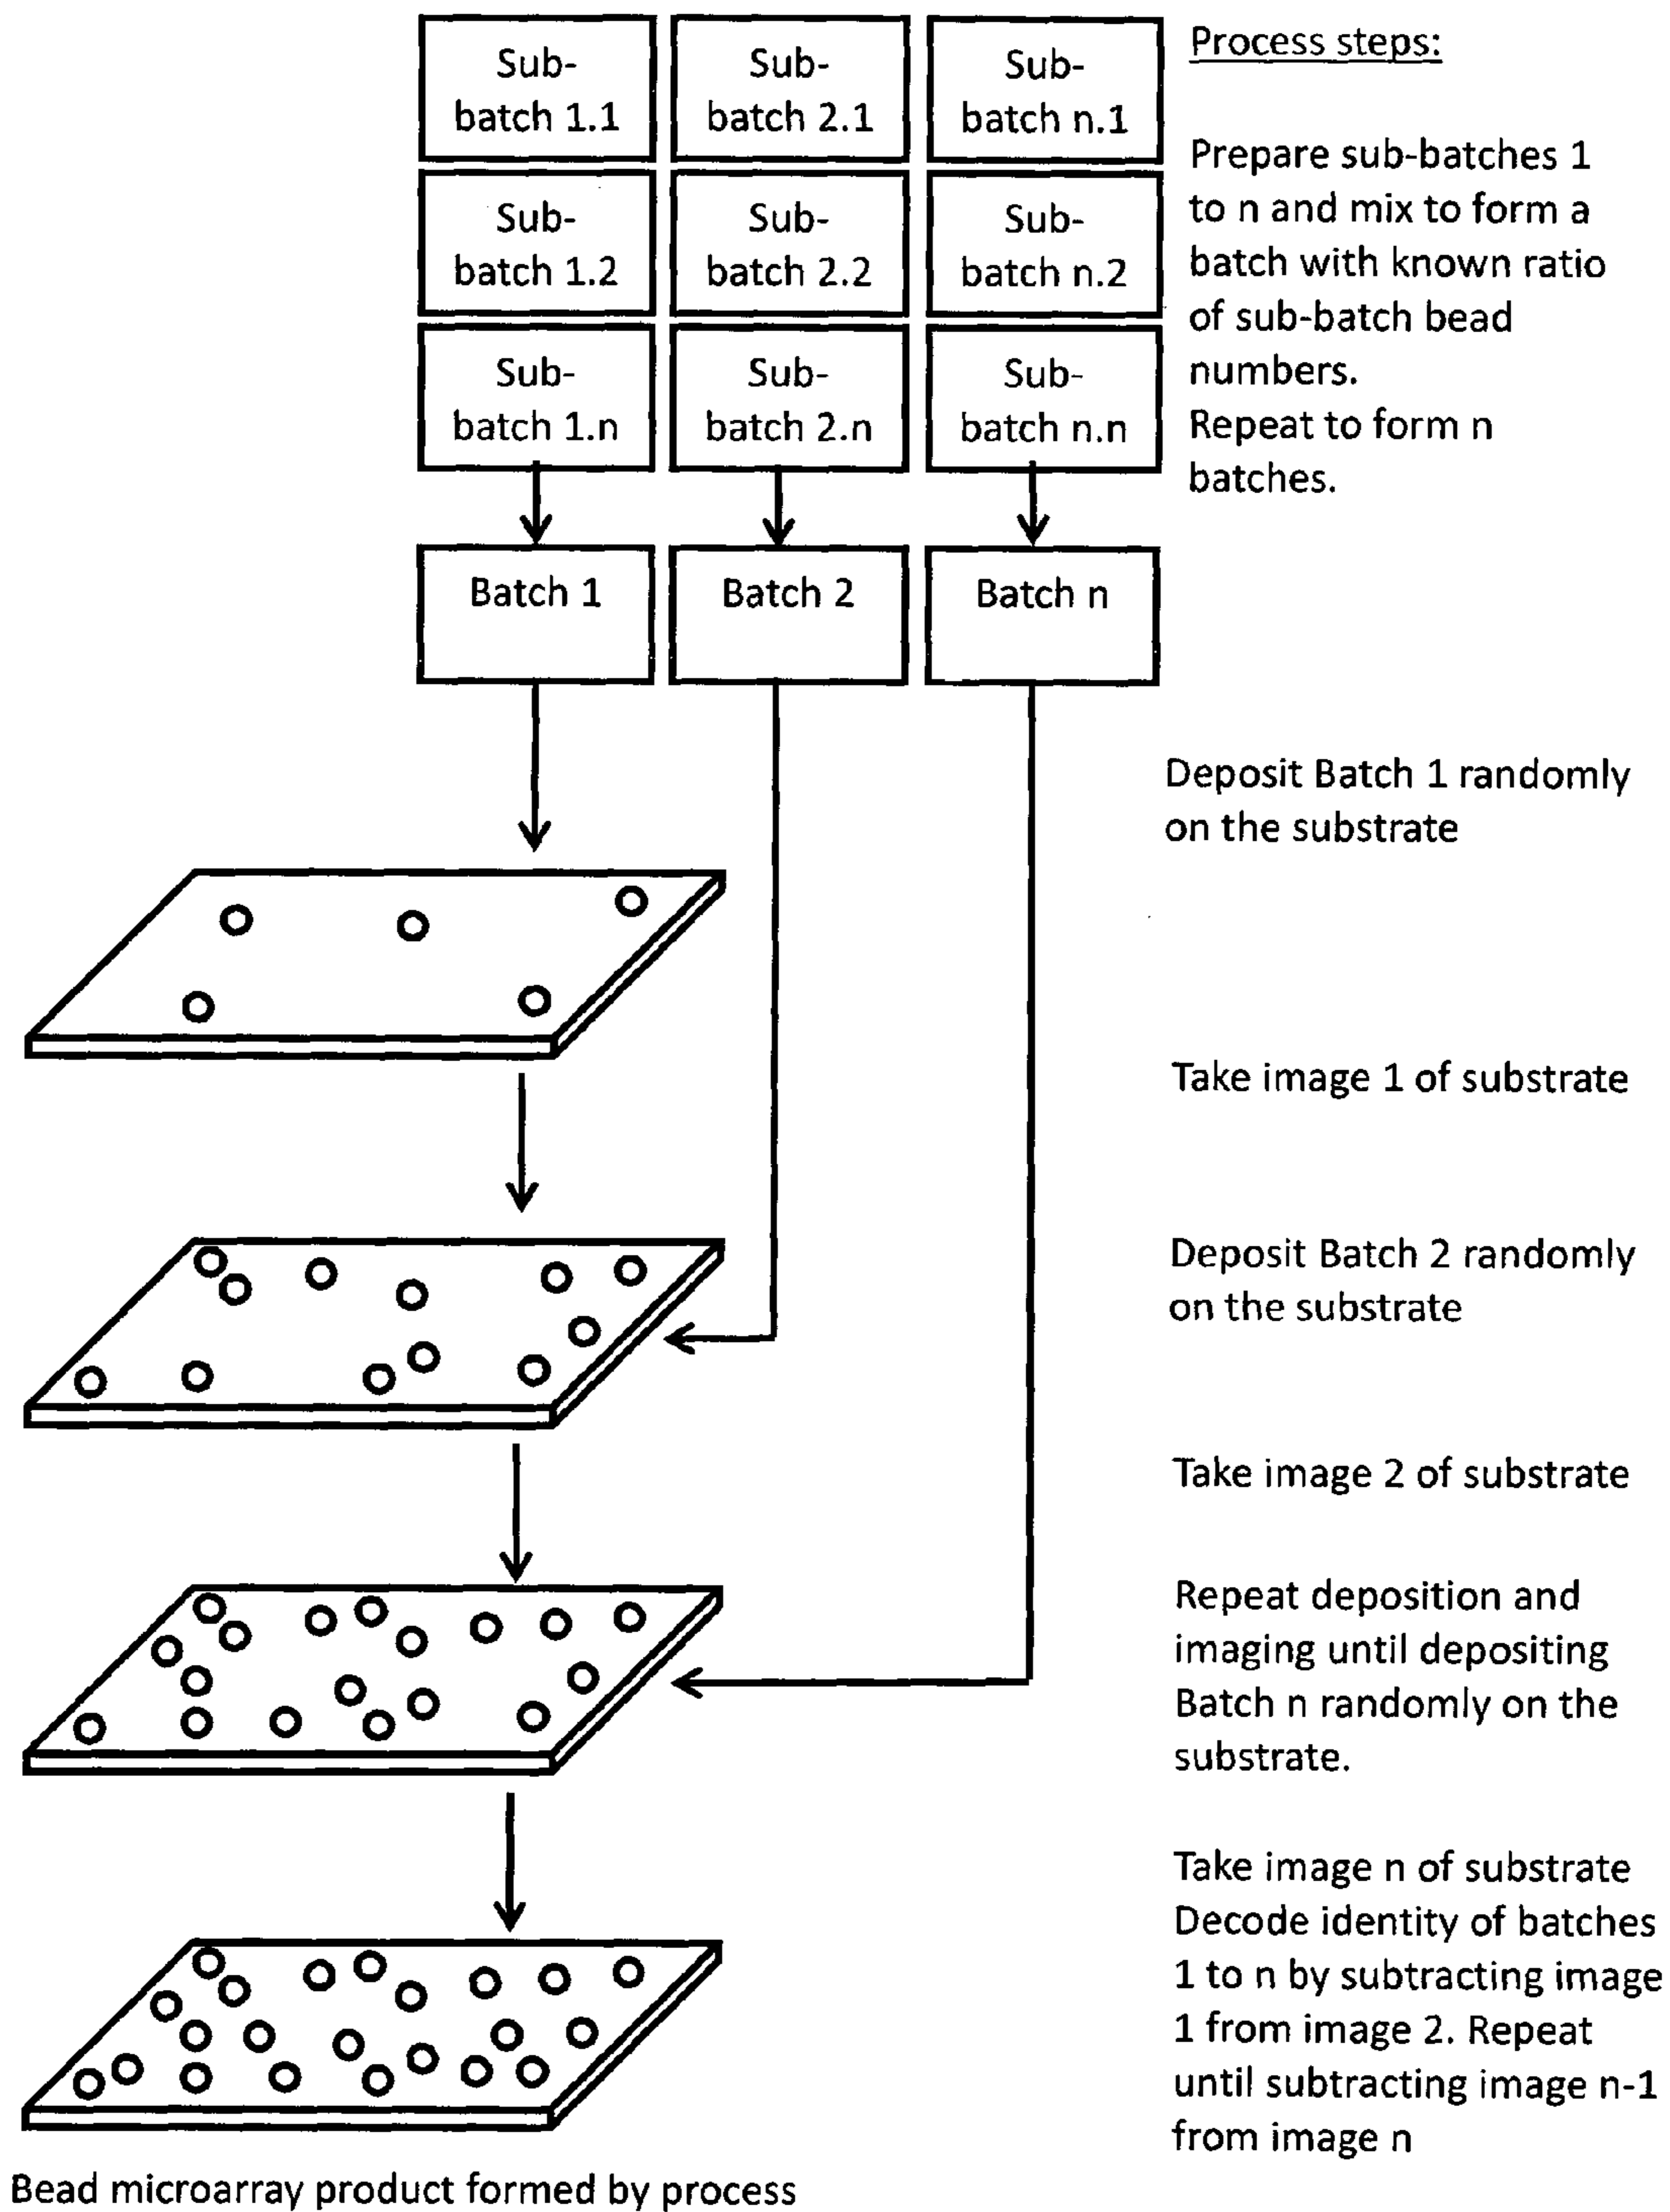 Sub-
batch 1.1
Sub-
batch 2.1
Sub-
batch n.1
Sub-
batch 1.2
Sub-
batch 2.2
Sub-
batch n.2
Sub-
batch 1.n
Sub-
batch 2.n
Sub-
batch n.n
Process steps:
Prepare sub-batches 1
to n and mix to form a
batch with known ratio
of sub-batch bead
numbers.
Repeat to form n
batches.
Batch 1
Batch 2
Batch n
Deposit Batch 1 randomly
on the substrate
Take image 1 of substrate
Deposit Batch 2 randomly
on the substrate
Take image 2 of substrate
Repeat deposition and
imaging until depositing
Batch n randomly on the
substrate.
Take image n of substrate
Decode identity of batches
1 to n by subtracting image
1 from image 2. Repeat
until subtracting image n-1
from image n
Bead microarray product formed by process